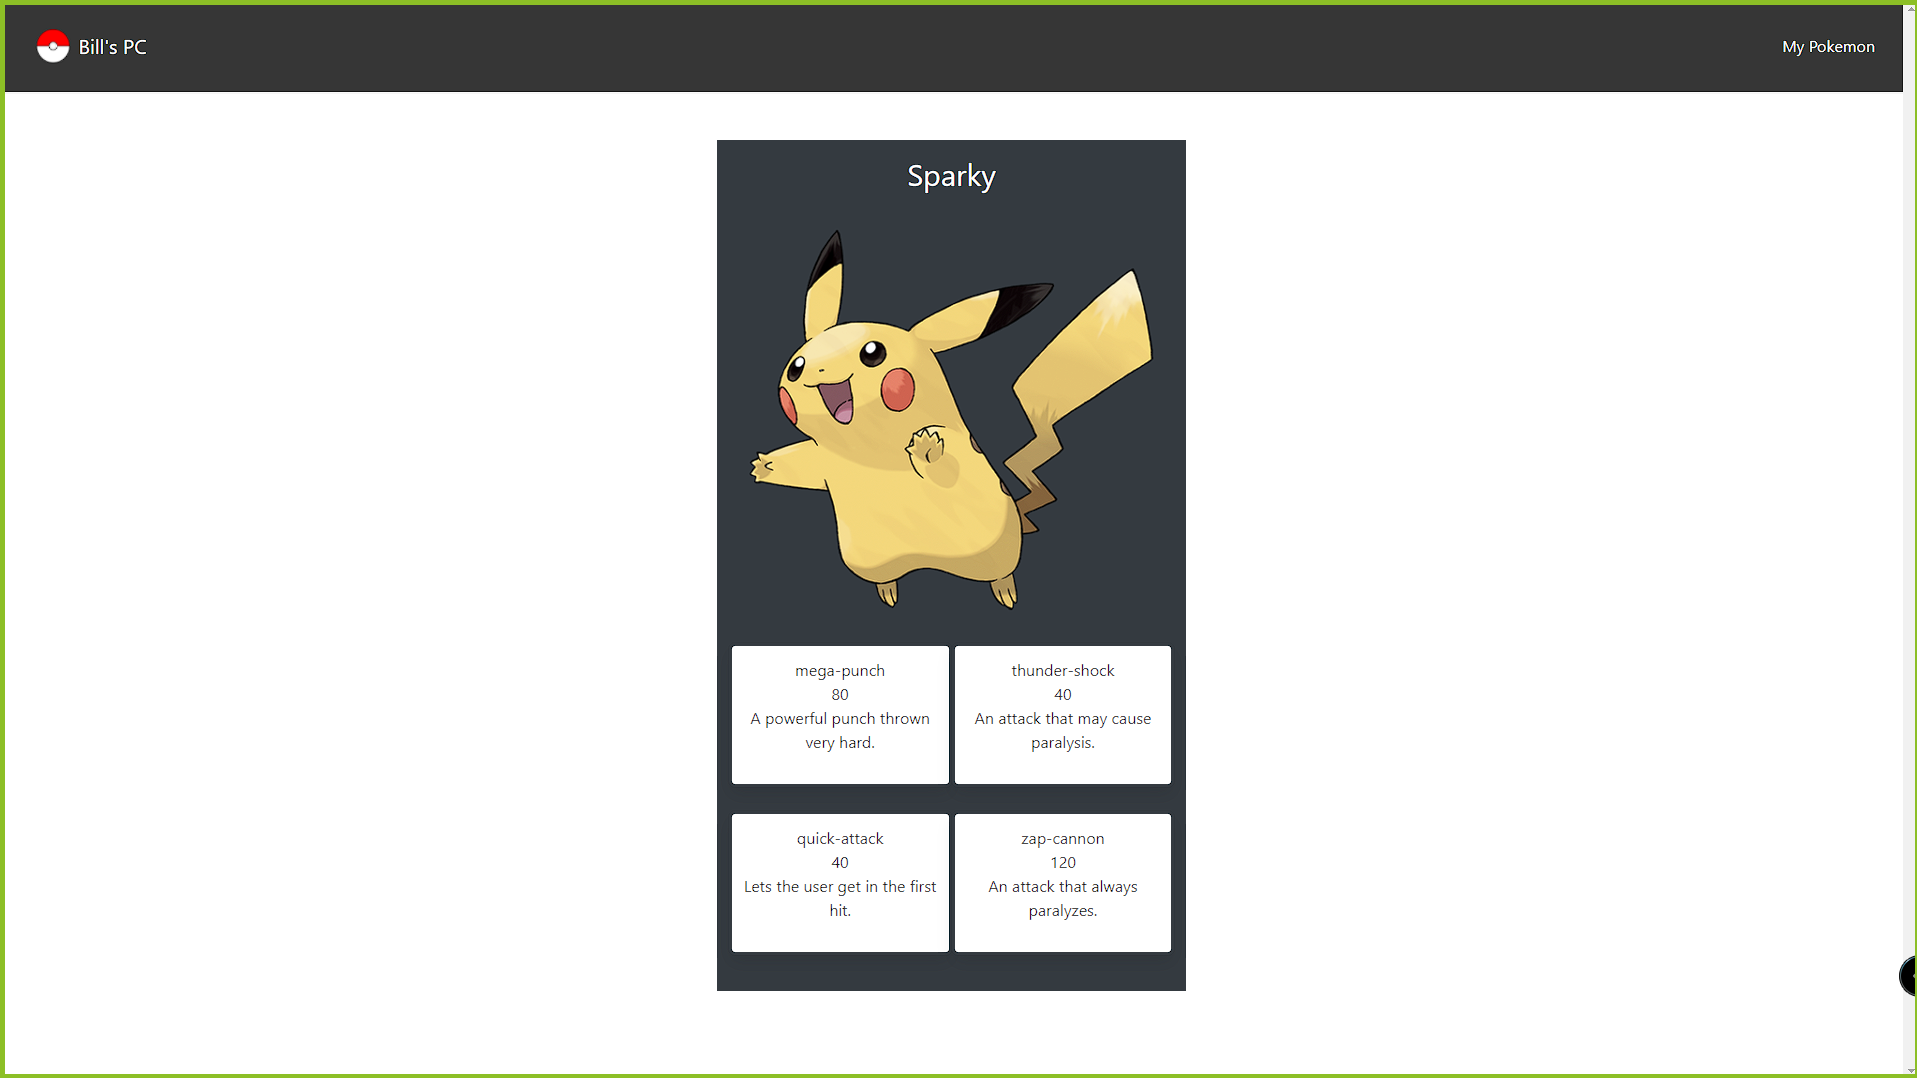 Bill's PC
My Pokemon
Sparky
mega-punch
80
A powerful punch thrown
very hard.
thunder-shock
40
An attack that may cause
paralysis.
quick-attack
40
Lets the user get in the first
hit.
zap-cannon
120
An attack that always
paralyzes.